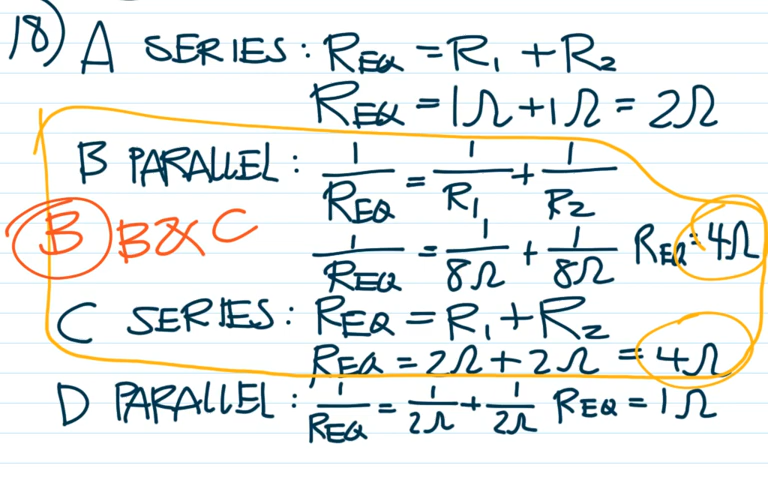 18) A SERIES: REQ = R1 + R2
REQ = 1Ω + 1Ω = 2Ω
B PARALLEL: 1/REQ = 1/R1 + 1/R2
B B & C
1/REQ = 1/8Ω + 1/8Ω REQ = 4Ω
C SERIES: REQ = R1 + R2
REQ = 2Ω + 2Ω = 4Ω
D PARALLEL: 1/REQ = 1/2Ω + 1/2Ω REQ = 1Ω